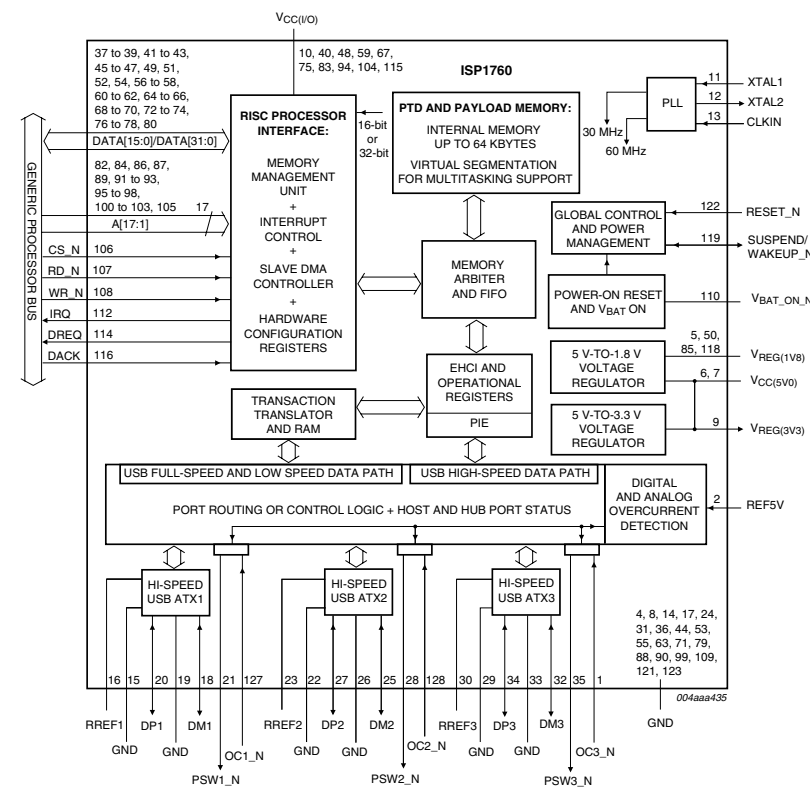 VCC(I/O)
37 to 39, 41 to 43,
45 to 47, 49, 51,
52, 54, 56 to 58,
60 to 62, 64 to 66,
68 to 70, 72 to 74,
76 to 78, 80
DATA[15:0]/DATA[31:0]
10, 40, 48, 59, 67,
75, 83, 94, 104, 115
ISP1760
82, 84, 86, 87,
89, 91 to 93,
95 to 98,
100 to 103, 105
17
A[17:1]
GENERIC PROCESSOR BUS
CS_N 106
RD_N 107
WR_N 108
IRQ 112
DREQ 114
DACK 116
RISC PROCESSOR
INTERFACE:
MEMORY
MANAGEMENT
UNIT
+
INTERRUPT
CONTROL
+
SLAVE DMA
CONTROLLER
+
HARDWARE
CONFIGURATION
REGISTERS
16-bit
or
32-bit
PTD AND PAYLOAD MEMORY:
INTERNAL MEMORY
UP TO 64 KBYTES
VIRTUAL SEGMENTATION
FOR MULTITASKING SUPPORT
PLL
30 MHz
60 MHz
11 XTAL1
12 XTAL2
13 CLKIN
GLOBAL CONTROL
AND POWER
MANAGEMENT
122 RESET_N
119 SUSPEND/
WAKEUP_N
MEMORY
ARBITER
AND FIFO
POWER-ON RESET
AND VBAT ON
110 VBAT_ON_N
5 V-TO-1.8 V
VOLTAGE
REGULATOR
5, 50,
85, 118 VREG(1V8)
6, 7 VCC(5V0)
EHCI AND
OPERATIONAL
REGISTERS
PIE
TRANSACTION
TRANSLATOR
AND RAM
5 V-TO-3.3 V
VOLTAGE
REGULATOR
9 VREG(3V3)
USB FULL-SPEED AND LOW SPEED DATA PATH
USB HIGH-SPEED DATA PATH
PORT ROUTING OR CONTROL LOGIC + HOST AND HUB PORT STATUS
DIGITAL
AND ANALOG
OVERCURRENT
DETECTION
2 REF5V
HI-SPEED
USB ATX1
HI-SPEED
USB ATX2
HI-SPEED
USB ATX3
4, 8, 14, 17, 24,
31, 36, 44, 53,
55, 63, 71, 79,
88, 90, 99, 109,
121, 123
16 15 20 19 18 21 127 23 22 27 26 25 28 128 30 29 34 33 32 35 1
004aaa435
RREF1 DP1 DM1 RREF2 DP2 DM2 RREF3 DP3 DM3 GND
GND GND OC1_N GND GND OC2_N GND GND OC3_N
PSW1_N PSW2_N PSW3_N